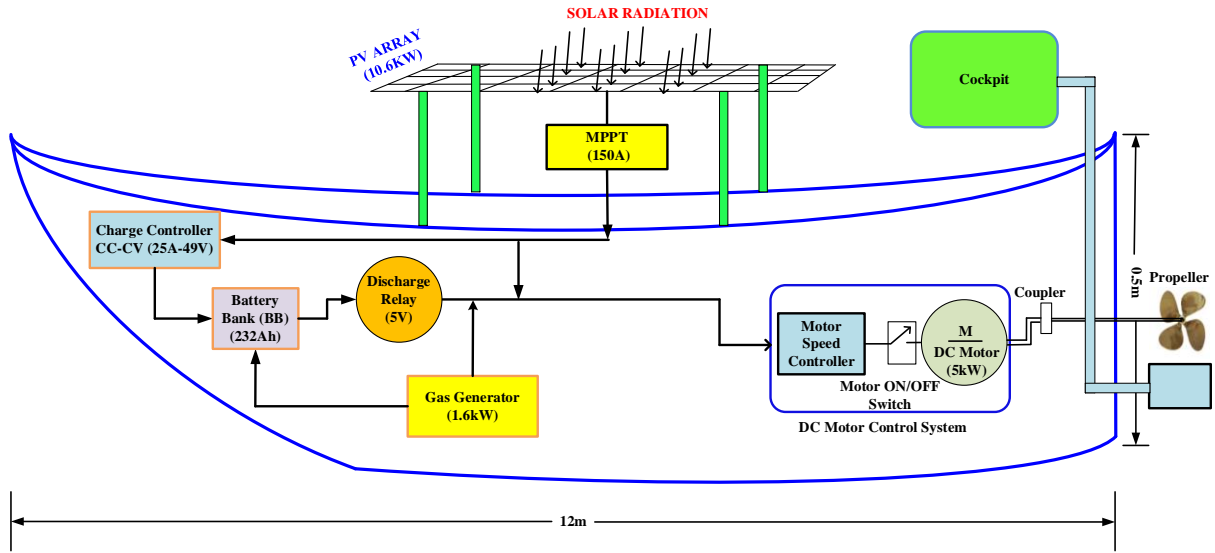 SOLAR RADIATION
PV ARRAY
(10.6KW)
Cockpit
MPPT
(150A)
Charge Controller
CC-CV (25A-49V)
Discharge
Relay
(5V)
Battery
Bank (BB)
(232Ah)
Gas Generator
(1.6kW)
Motor
Speed
Controller
M
DC Motor
(5kW)
Motor ON/OFF
Switch
DC Motor Control System
Coupler
0.5m
Propeller
12m